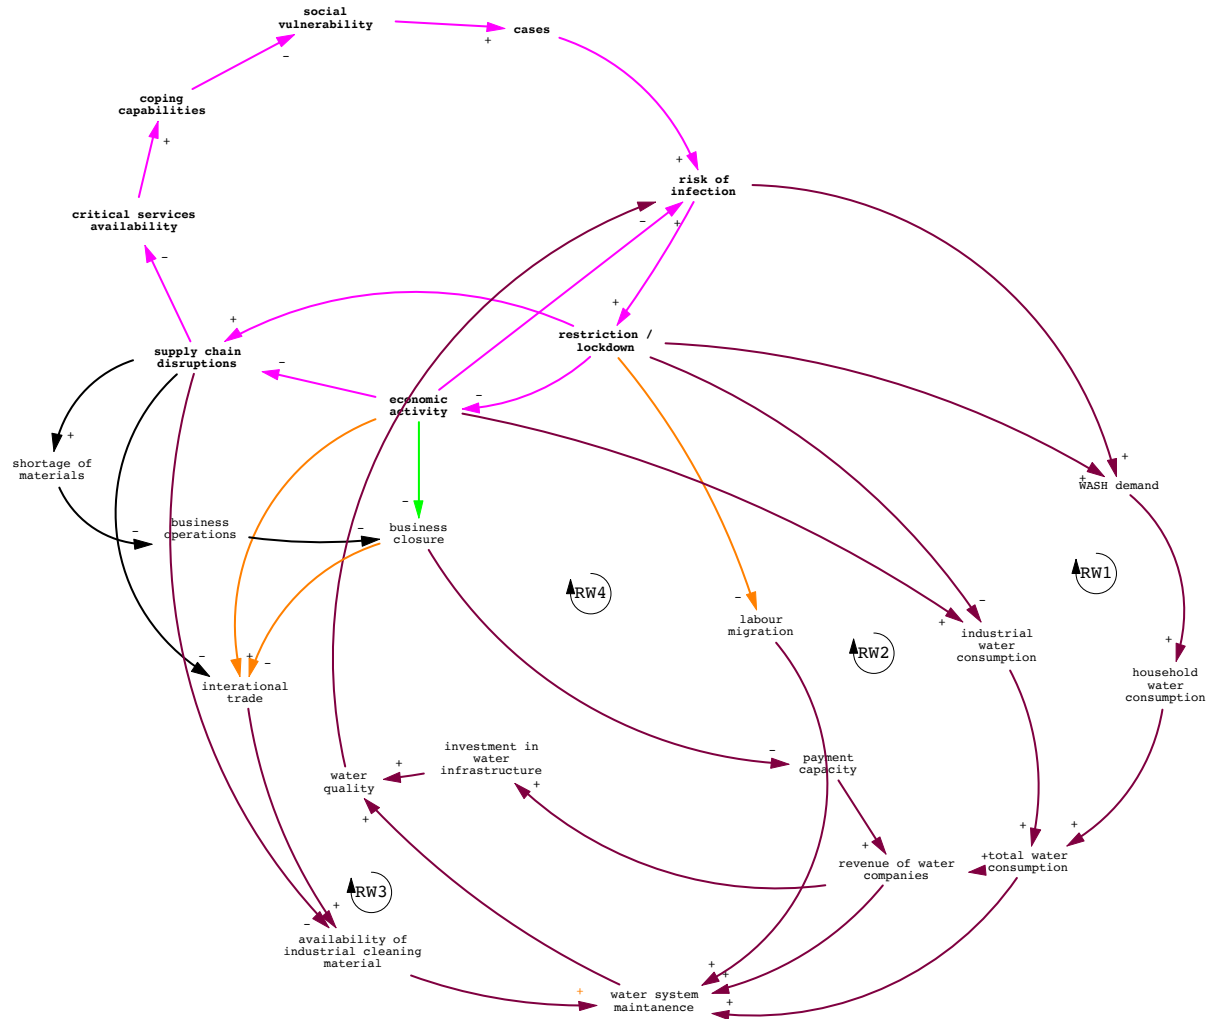 social
vulnerability
+
cases
-
coping
capabilities
+
+
risk of
infection
critical services
availability
-
+
-
+
+
restriction /
lockdown
supply chain
disruptions
-
-
economic
activity
+
shortage of
materials
+
+
WASH demand
-
business
operations
-
-
business
closure
-
RW4
RW1
-
labour
migration
-
+
industrial
water
consumption
RW2
+
household
water
consumption
-
+
-
interational
trade
-
payment
capacity
investment in
water
infrastructure
+
+
water
quality
+
+
+
+
+total water
consumption
revenue of water
companies
RW3
+
-
availability of
industrial cleaning
material
+
+
+
+
water system
maintanence